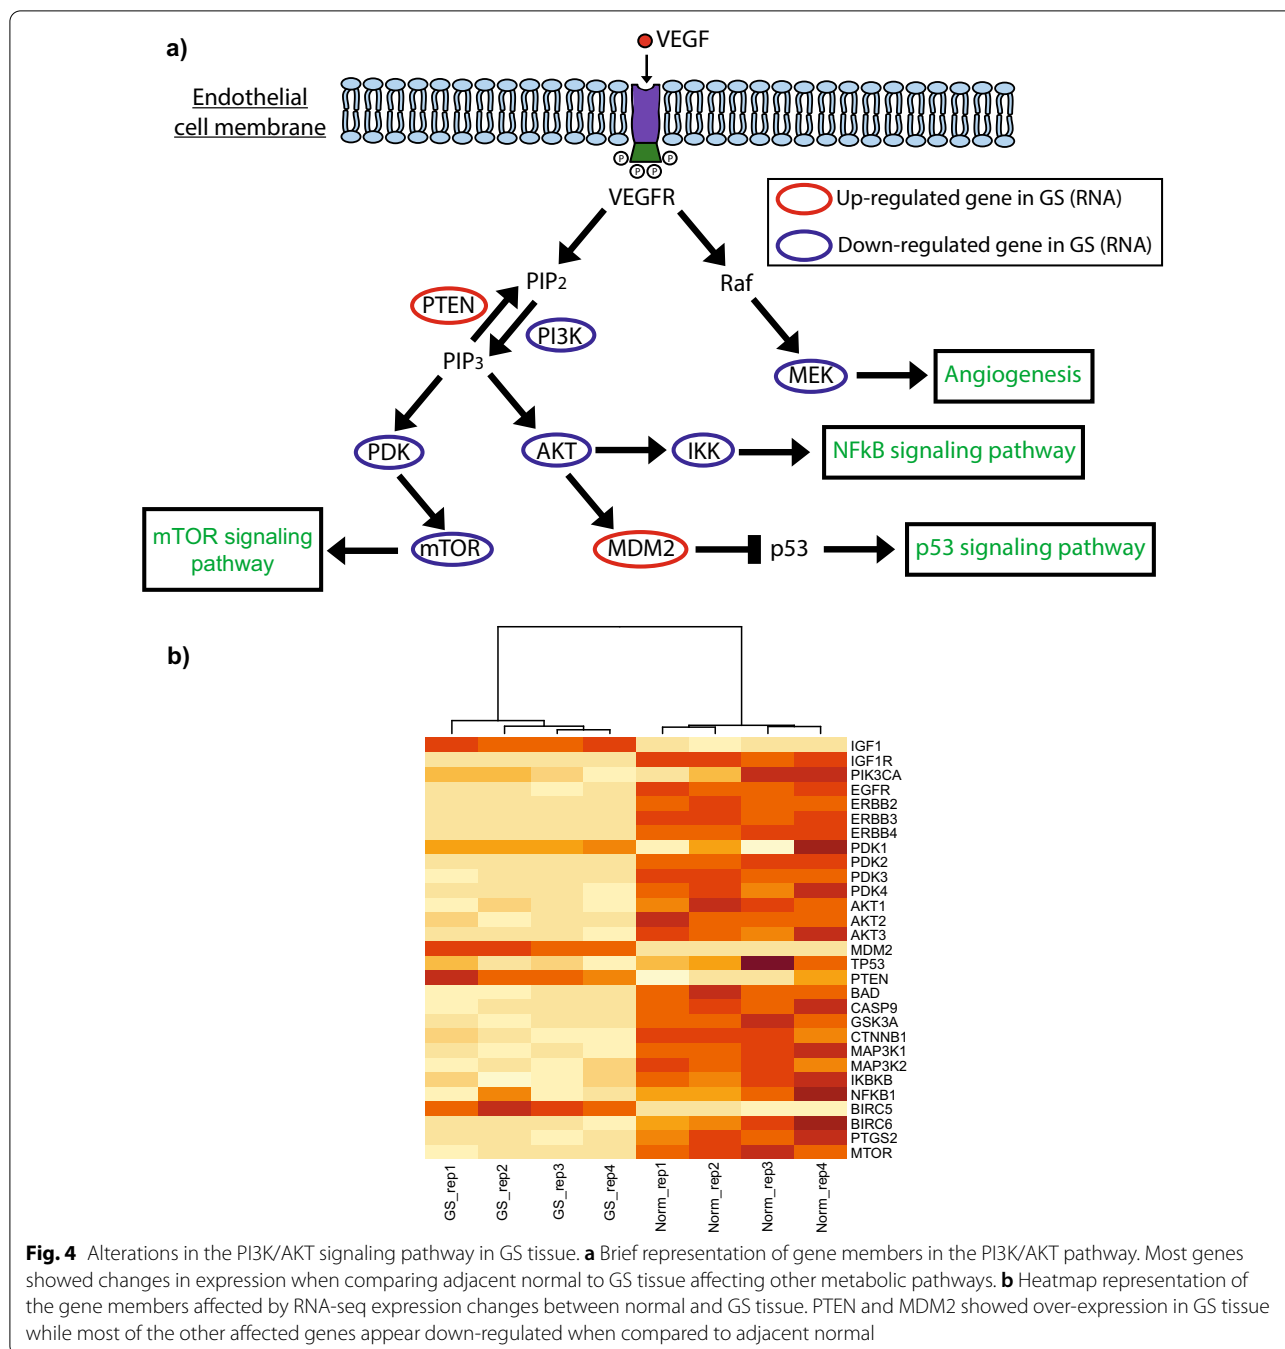 a)
VEGF
Endothelial
cell membrane
P
P
P
P
VEGFR
Up-regulated gene in GS (RNA)
Down-regulated gene in GS (RNA)
PIP2
Raf
PTEN
PI3K
PIP3
MEK
Angiogenesis
PDK
AKT
IKK
NFkB signaling pathway
mTOR signaling
pathway
mTOR
MDM2
p53
p53 signaling pathway
b)
IGF1
IGF1R
PIK3CA
EGFR
ERBB2
ERBB3
ERBB4
PDK1
PDK2
PDK3
PDK4
AKT1
AKT2
AKT3
MDM2
TP53
PTEN
BAD
CASP9
GSK3A
CTNNB1
MAP3K1
MAP3K2
IKBKB
NFKB1
BIRC5
BIRC6
PTGS2
MTOR
GS_rep1
GS_rep2
GS_rep3
GS_rep4
Norm_rep1
Norm_rep2
Norm_rep3
Norm_rep4
Fig. 4 Alterations in the PI3K/AKT signaling pathway in GS tissue. a Brief representation of gene members in the PI3K/AKT pathway. Most genes
showed changes in expression when comparing adjacent normal to GS tissue affecting other metabolic pathways. b Heatmap representation of
the gene members affected by RNA-seq expression changes between normal and GS tissue. PTEN and MDM2 showed over-expression in GS tissue
while most of the other affected genes appear down-regulated when compared to adjacent normal